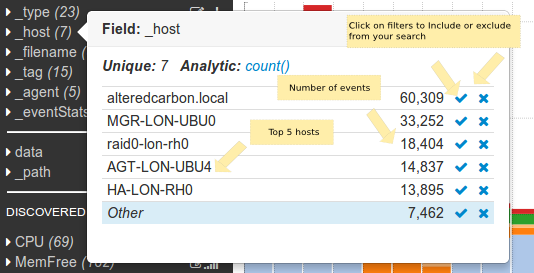 _type (23)
_host (7)
_filename
_tag (15)
_agent (5)
_eventStats
data
_path
DISCOVERED
CPU (69)
MemFree
Field: _host
Click on filters to Include or exclude
from your search
Unique: 7 Analytic: count()
Number of events
alteredcarbon.local 60,309
MGR-LON-UBU0 33,252
raid0-lon-rh0 18,404
Top 5 hosts
AGT-LON-UBU4 14,837
HA-LON-RH0 13,895
Other 7,462